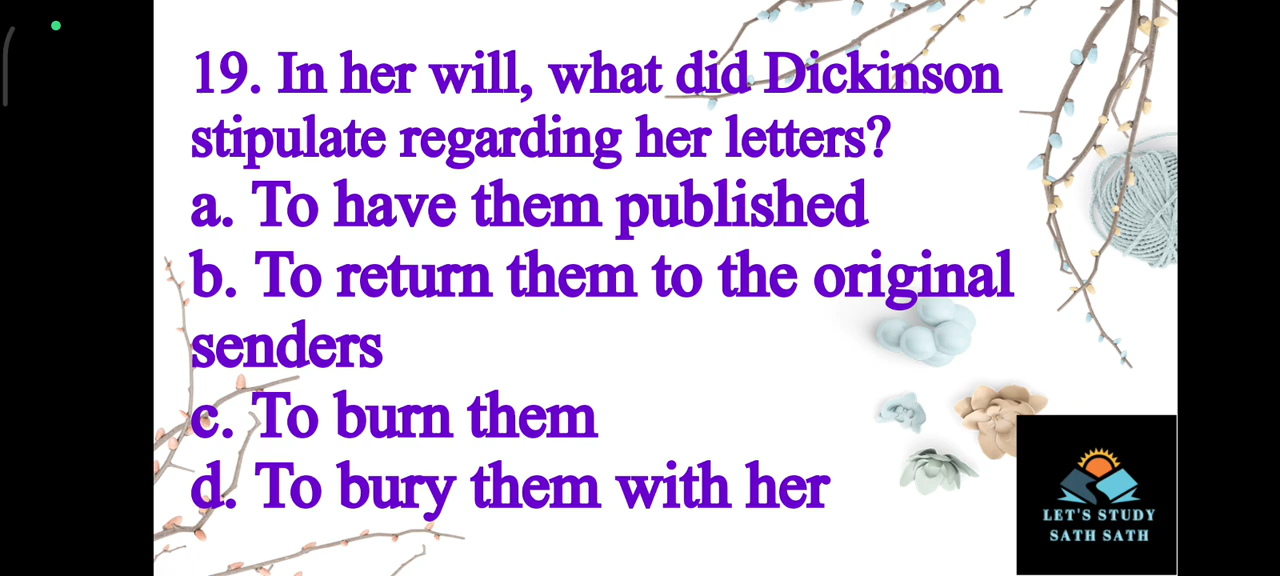 19. In her will, what did Dickinson
stipulate regarding her letters?
a. To have them published
b. To return them to the original
senders
c. To burn them
d. To bury them with her
LET'S STUDY
SATH SATH